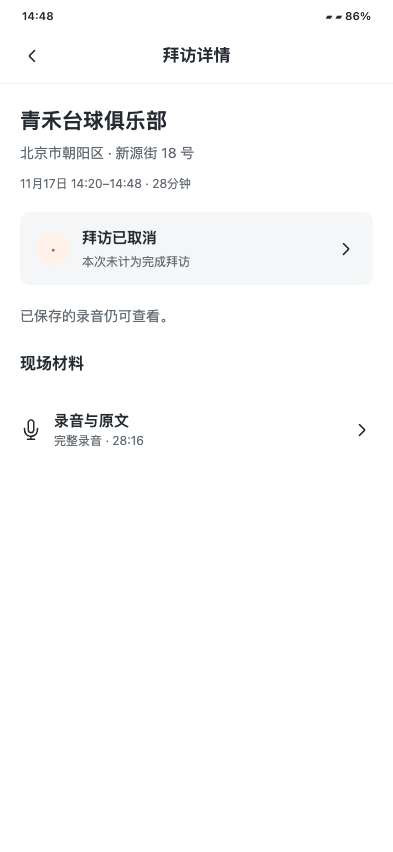 14:48
86%
拜访详情
青禾台球俱乐部
北京市朝阳区 · 新源街 18 号
11月17日 14:20–14:48 · 28分钟
拜访已取消
本次未计为完成拜访
已保存的录音仍可查看。
现场材料
录音与原文
完整录音 · 28:16